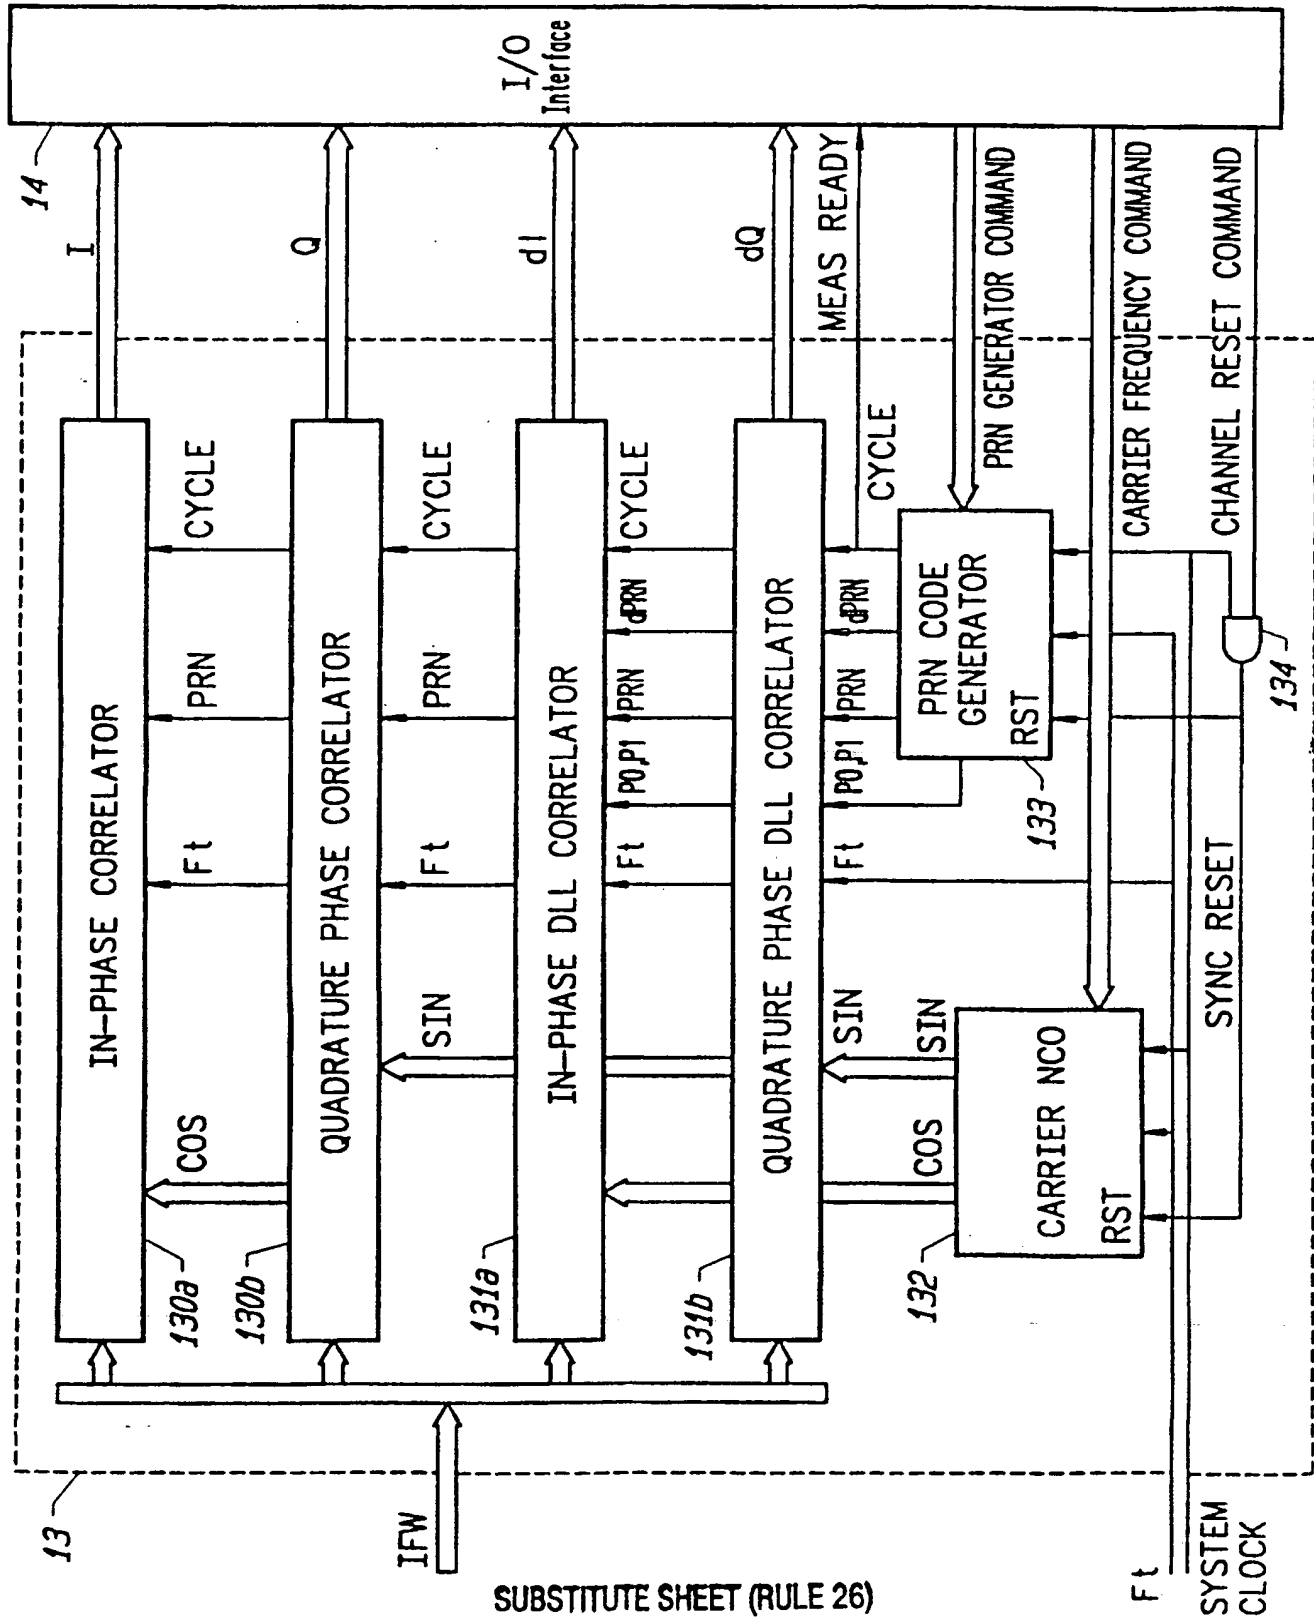 13
IFW
130a
IN-PHASE CORRELATOR
COS
Ft
PRN
CYCLE
I
14
130b
QUADRATURE PHASE CORRELATOR
SIN
Ft
PRN
CYCLE
Q
131a
IN-PHASE DLL CORRELATOR
Ft
P0,P1
PRN
dPRN
CYCLE
dI
I/O
Interface
131b
QUADRATURE PHASE DLL CORRELATOR
SIN
Ft
P0,P1
PRN
dPRN
CYCLE
dQ
MEAS READY
COS
SIN
132
CARRIER NCO
RST
PRN CODE
GENERATOR
RST
133
PRN GENERATOR COMMAND
CARRIER FREQUENCY COMMAND
CHANNEL RESET COMMAND
SYNC RESET
134
Ft
SYSTEM
CLOCK
SUBSTITUTE SHEET (RULE 26)